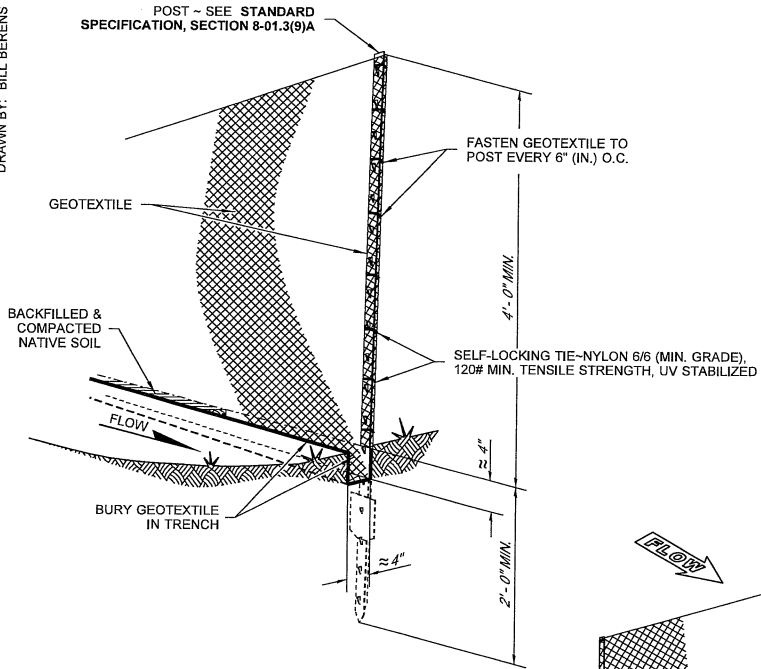 DRAWN BY: BILL BERENS
POST ~ SEE STANDARD
SPECIFICATION, SECTION 8-01.3(9)A
FASTEN GEOTEXTILE TO
POST EVERY 6" (IN.) O.C.
GEOTEXTILE
4' - 0" MIN.
BACKFILLED &
COMPACTED
NATIVE SOIL
SELF-LOCKING TIE~NYLON 6/6 (MIN. GRADE),
120# MIN. TENSILE STRENGTH, UV STABILIZED
FLOW
≈ 4"
BURY GEOTEXTILE
IN TRENCH
≈ 4"
2' - 0" MIN.
FLOW